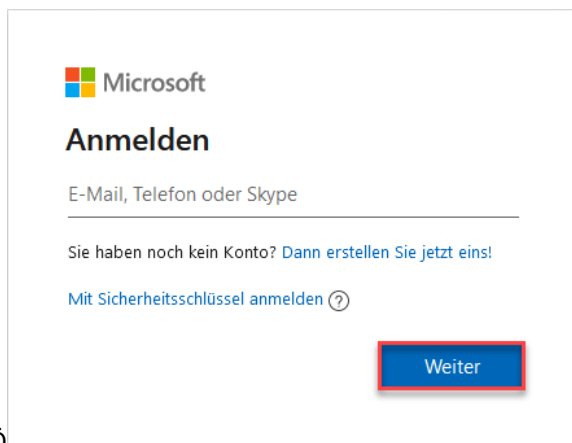 Microsoft
Anmelden
E-Mail, Telefon oder Skype
Sie haben noch kein Konto? Dann erstellen Sie jetzt eins!
Mit Sicherheitsschlüssel anmelden ?
Weiter